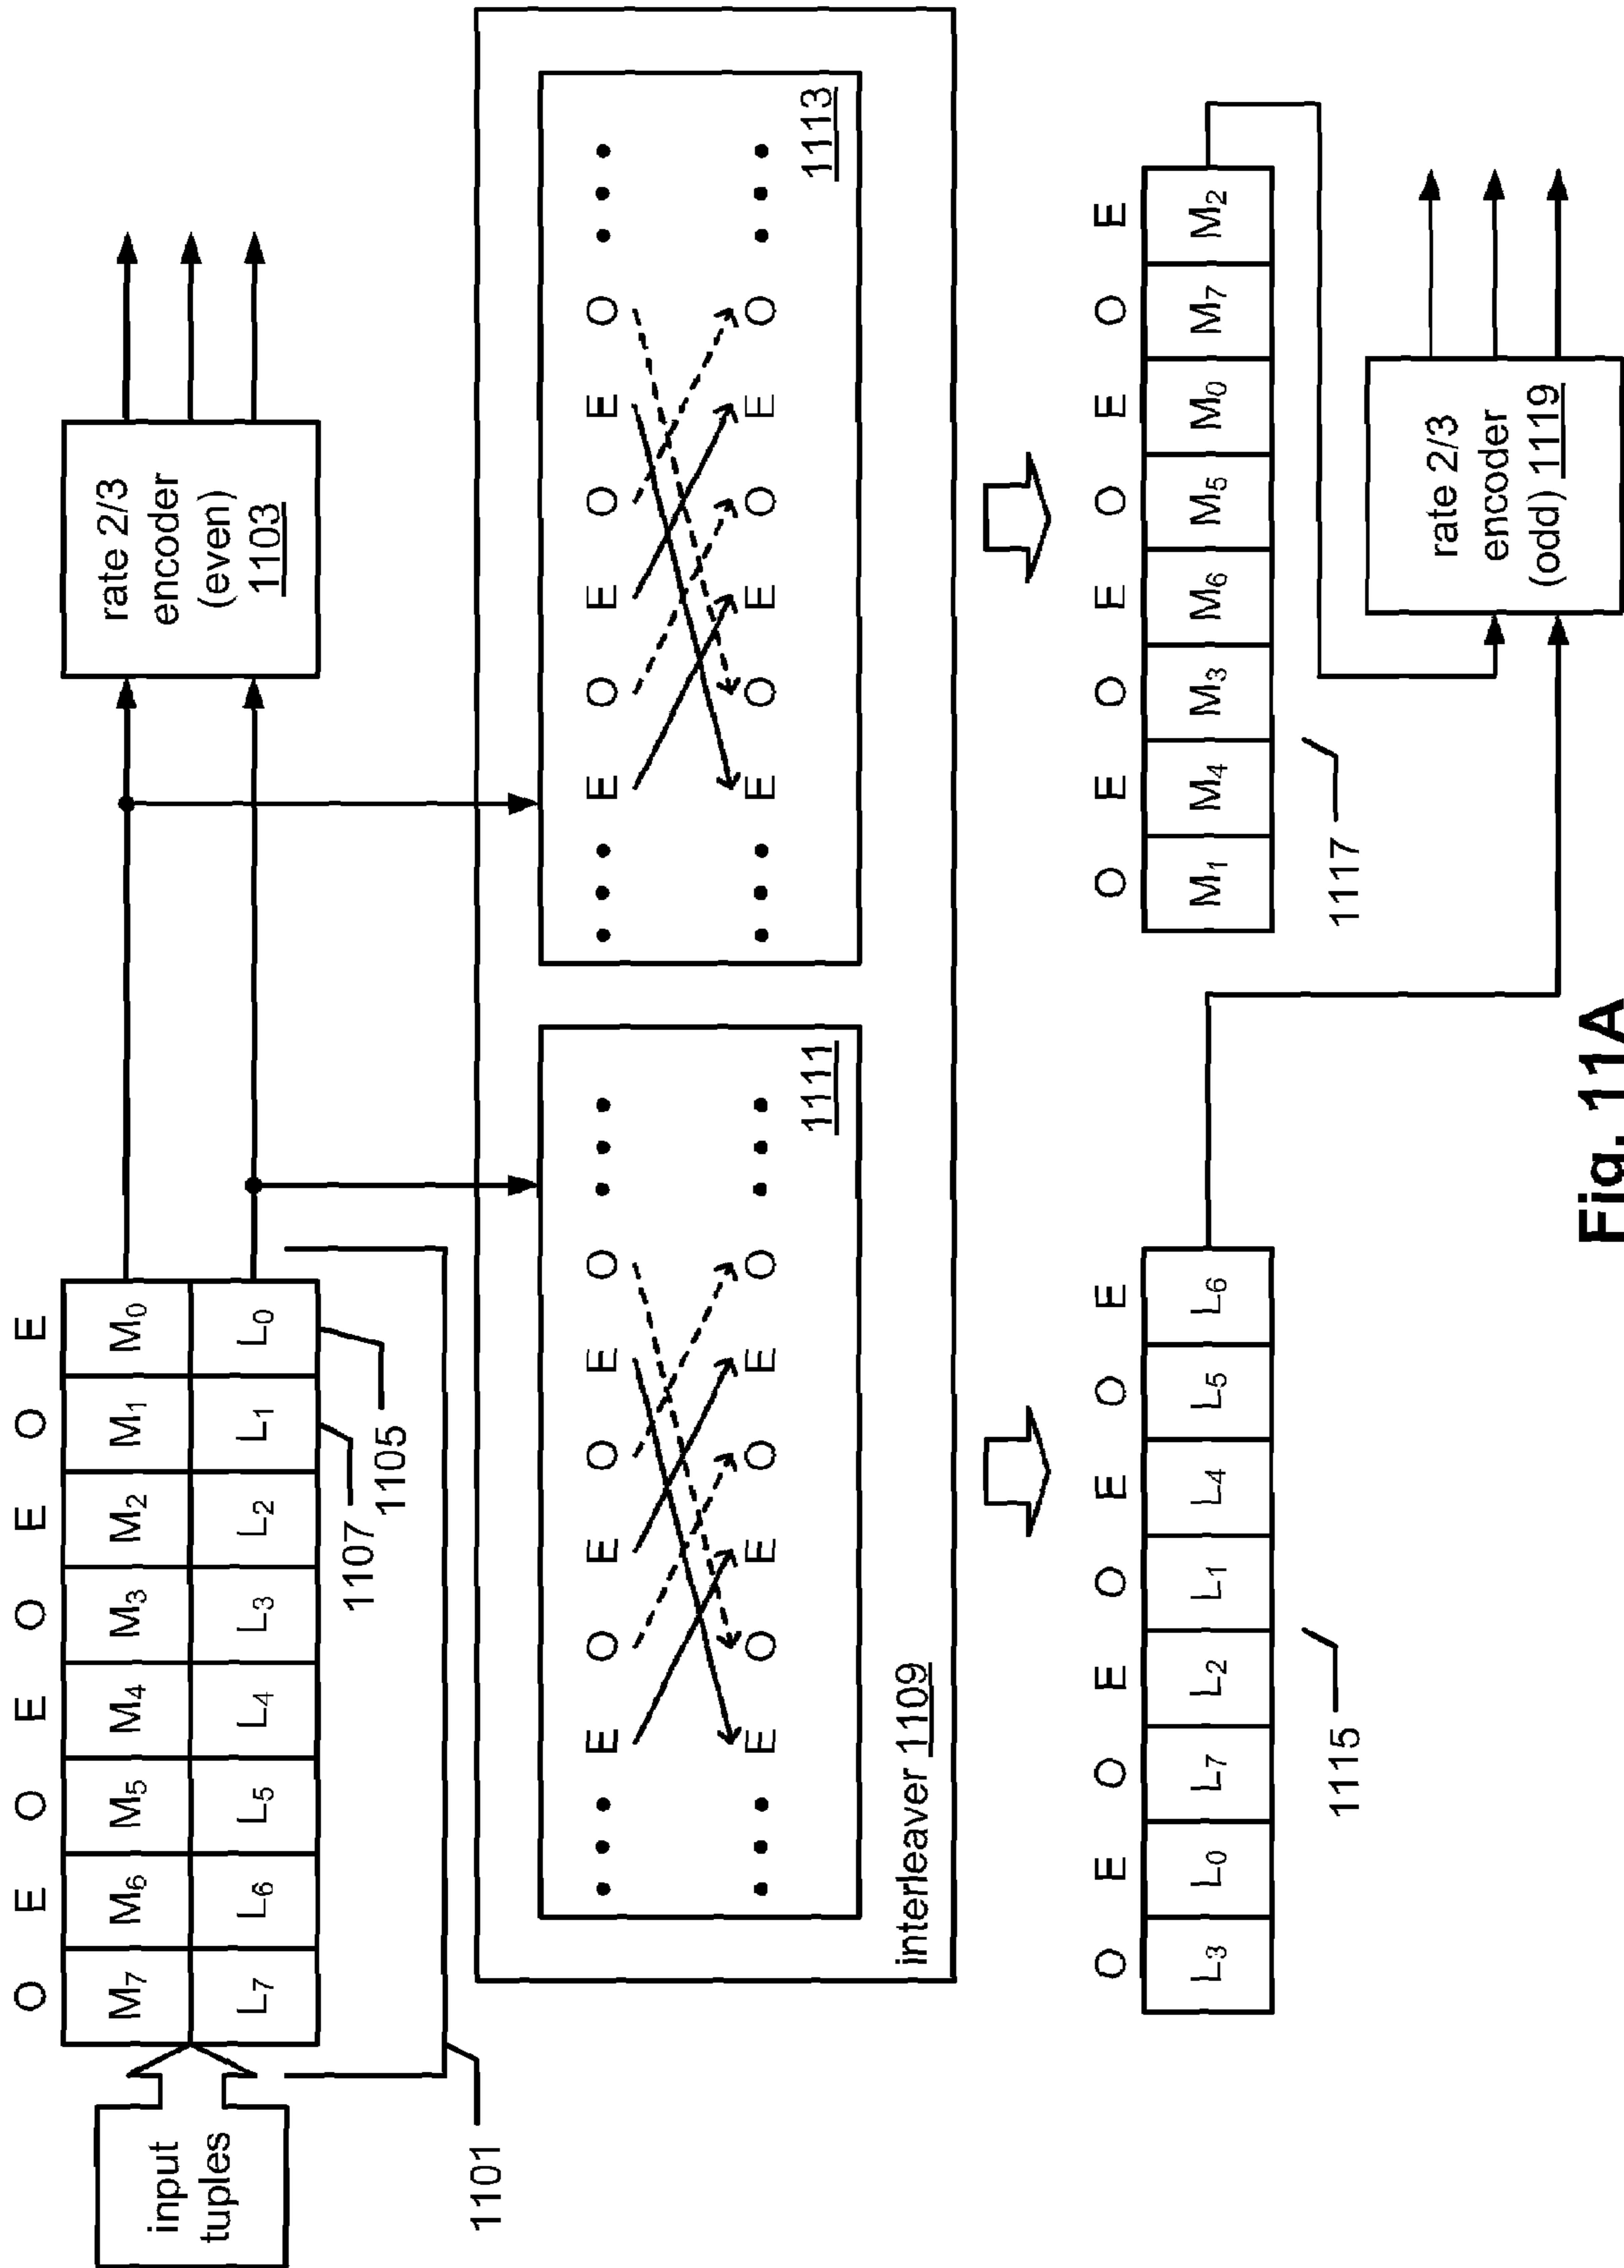 O E O E O E O E
input
tuples
M7 M6 M5 M4 M3 M2 M1 M0
L7 L6 L5 L4 L3 L2 L1 L0
rate 2/3
encoder
(even)
1103
1107
1105
1101
E O E O E O
E O E O E O
1111
E O E O E O
E O E O E O
1113
interleaver 1109
O E O E O E O E
L3 L0 L7 L2 L1 L4 L5 L6
1115
O E O E O E O E
M1 M4 M3 M6 M5 M0 M7 M2
1117
rate 2/3
encoder
(odd) 1119
Fig. 11A